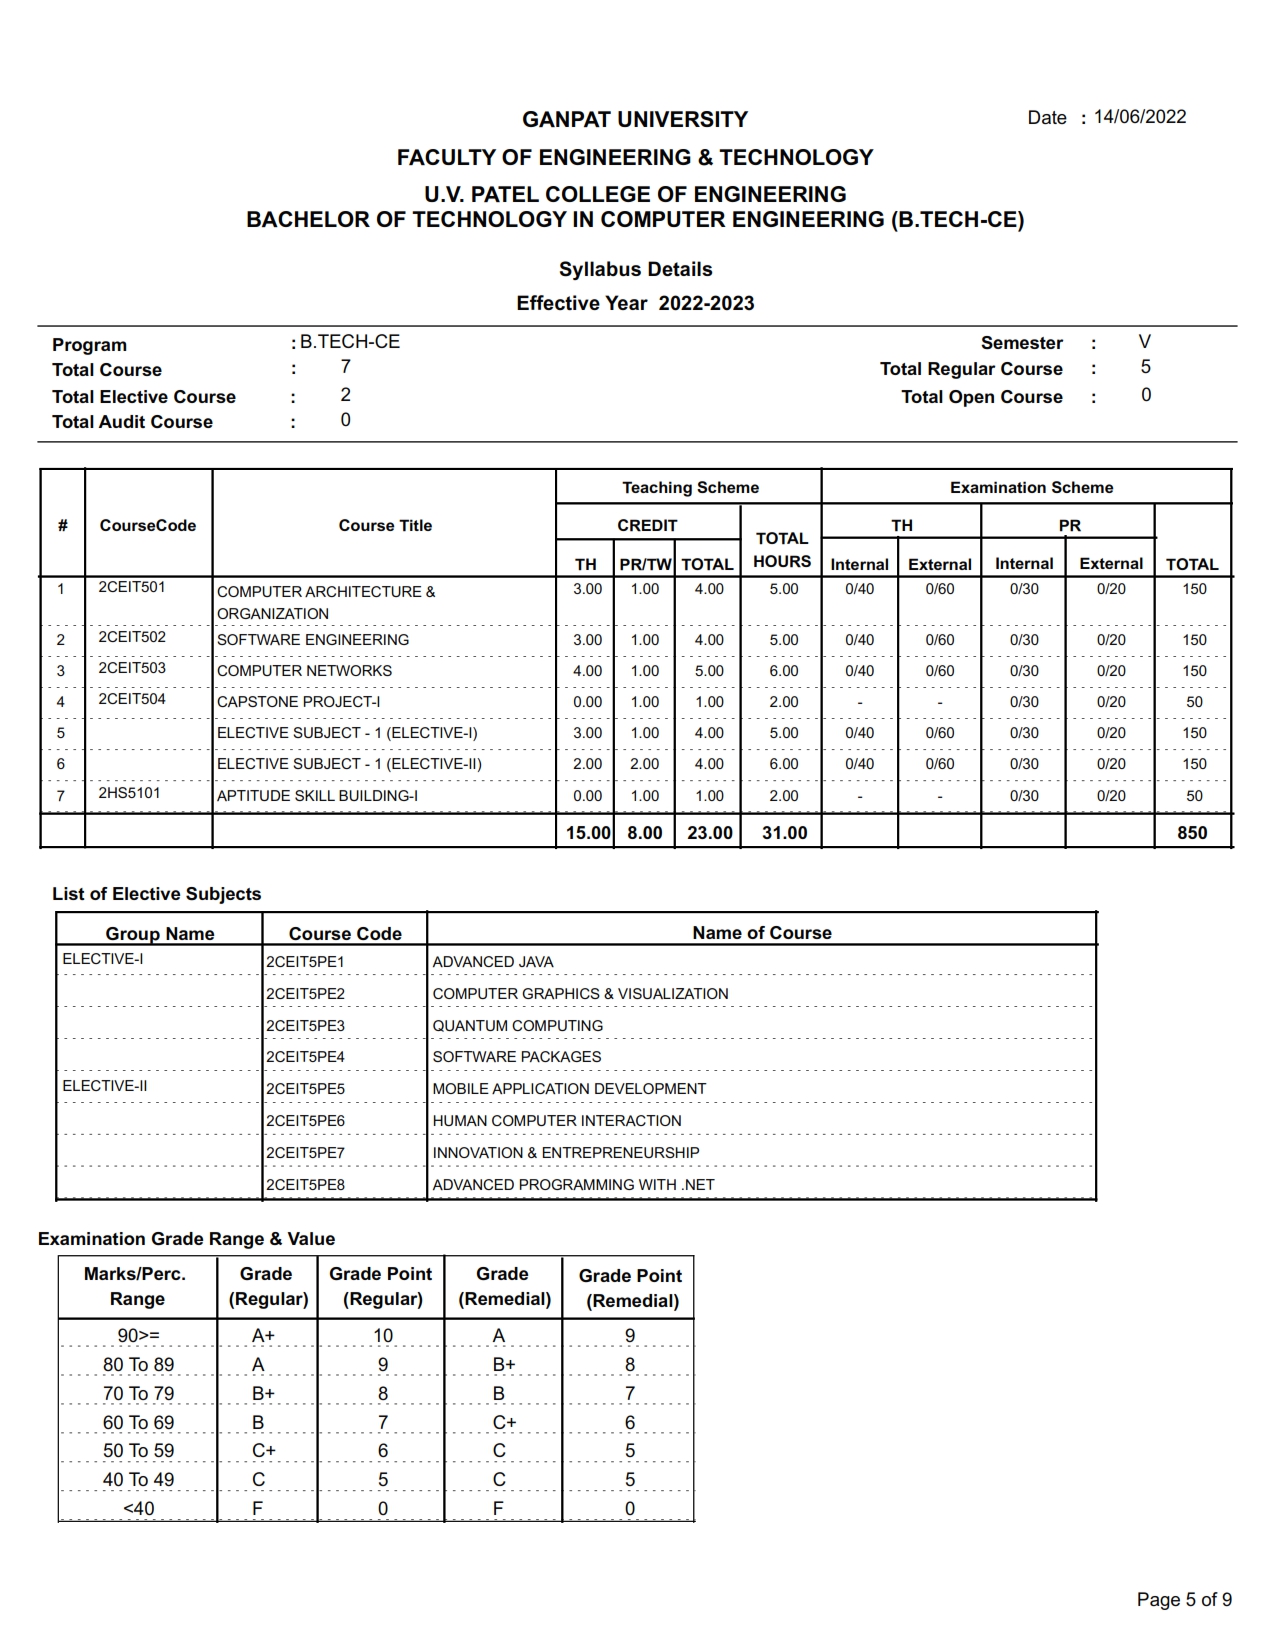 GANPAT UNIVERSITY
Date : 14/06/2022
FACULTY OF ENGINEERING & TECHNOLOGY
U.V. PATEL COLLEGE OF ENGINEERING
BACHELOR OF TECHNOLOGY IN COMPUTER ENGINEERING (B.TECH-CE)
Syllabus Details
Effective Year 2022-2023
Program : B.TECH-CE Semester : V
Total Course : 7 Total Regular Course : 5
Total Elective Course : 2 Total Open Course : 0
Total Audit Course : 0
Teaching Scheme Examination Scheme
# CourseCode Course Title CREDIT TOTAL HOURS TH PR
TH PR/TW TOTAL Internal External Internal External TOTAL
1 2CEIT501 COMPUTER ARCHITECTURE & 3.00 1.00 4.00 5.00 0/40 0/60 0/30 0/20 150
ORGANIZATION
2 2CEIT502 SOFTWARE ENGINEERING 3.00 1.00 4.00 5.00 0/40 0/60 0/30 0/20 150
3 2CEIT503 COMPUTER NETWORKS 4.00 1.00 5.00 6.00 0/40 0/60 0/30 0/20 150
4 2CEIT504 CAPSTONE PROJECT-I 0.00 1.00 1.00 2.00 - - 0/30 0/20 50
5 ELECTIVE SUBJECT - 1 (ELECTIVE-I) 3.00 1.00 4.00 5.00 0/40 0/60 0/30 0/20 150
6 ELECTIVE SUBJECT - 1 (ELECTIVE-II) 2.00 2.00 4.00 6.00 0/40 0/60 0/30 0/20 150
7 2HS5101 APTITUDE SKILL BUILDING-I 0.00 1.00 1.00 2.00 - - 0/30 0/20 50
15.00 8.00 23.00 31.00 850
List of Elective Subjects
Group Name Course Code Name of Course
ELECTIVE-I 2CEIT5PE1 ADVANCED JAVA
2CEIT5PE2 COMPUTER GRAPHICS & VISUALIZATION
2CEIT5PE3 QUANTUM COMPUTING
2CEIT5PE4 SOFTWARE PACKAGES
ELECTIVE-II 2CEIT5PE5 MOBILE APPLICATION DEVELOPMENT
2CEIT5PE6 HUMAN COMPUTER INTERACTION
2CEIT5PE7 INNOVATION & ENTREPRENEURSHIP
2CEIT5PE8 ADVANCED PROGRAMMING WITH .NET
Examination Grade Range & Value
Marks/Perc. Grade Grade Point Grade Grade Point
Range (Regular) (Regular) (Remedial) (Remedial)
90>= A+ 10 A 9
80 To 89 A 9 B+ 8
70 To 79 B+ 8 B 7
60 To 69 B 7 C+ 6
50 To 59 C+ 6 C 5
40 To 49 C 5 C 5
<40 F 0 F 0
Page 5 of 9